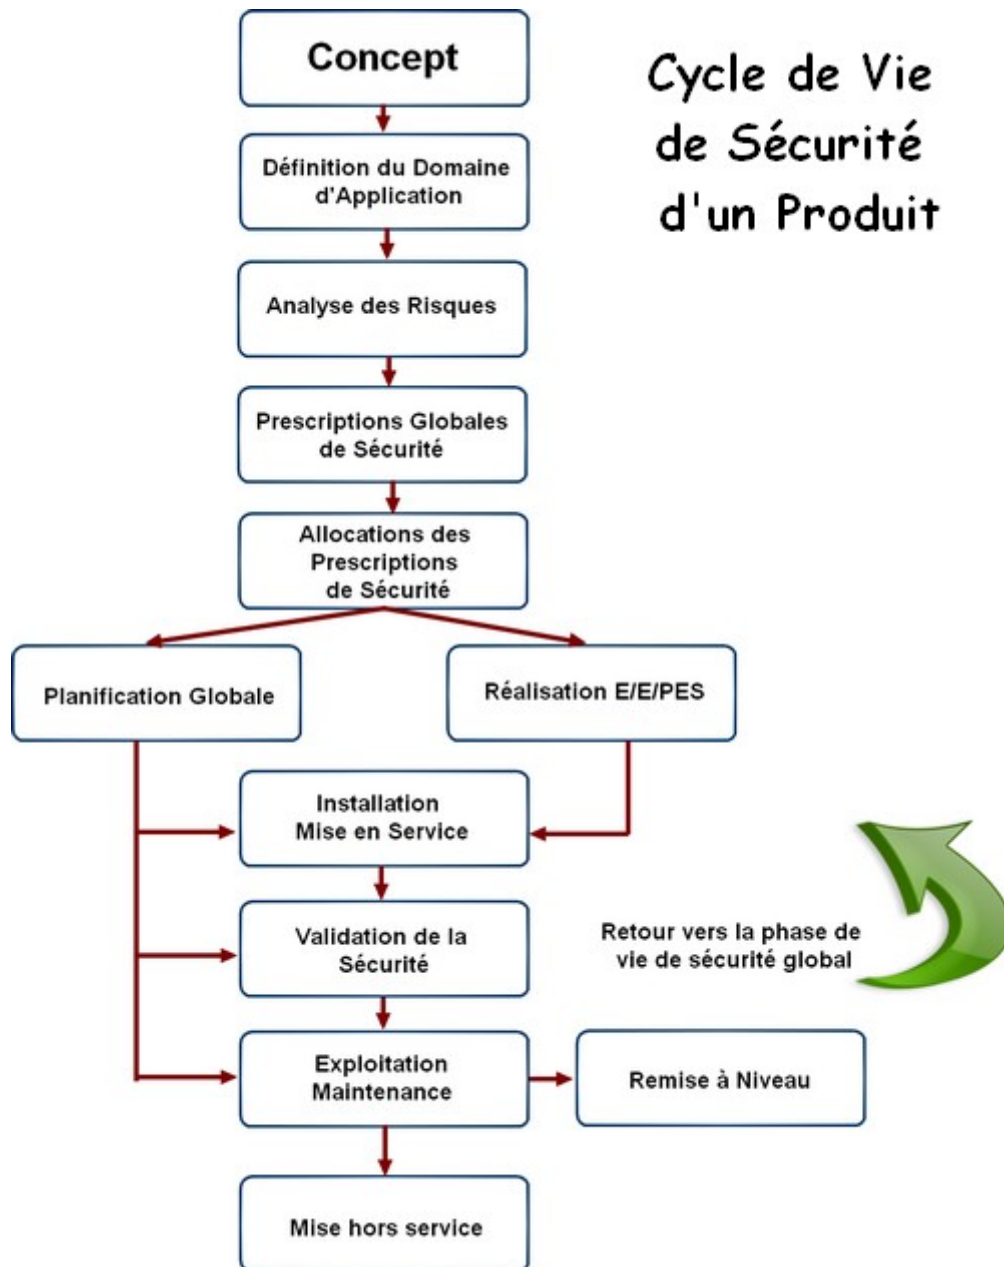 Concept
Cycle de Vie
de Sécurité
d'un Produit
Définition du Domaine
d'Application
Analyse des Risques
Prescriptions Globales
de Sécurité
Allocations des
Prescriptions
de Sécurité
Planification Globale
Réalisation E/E/PES
Installation
Mise en Service
Validation de la
Sécurité
Retour vers la phase de
vie de sécurité global
Exploitation
Maintenance
Remise à Niveau
Mise hors service